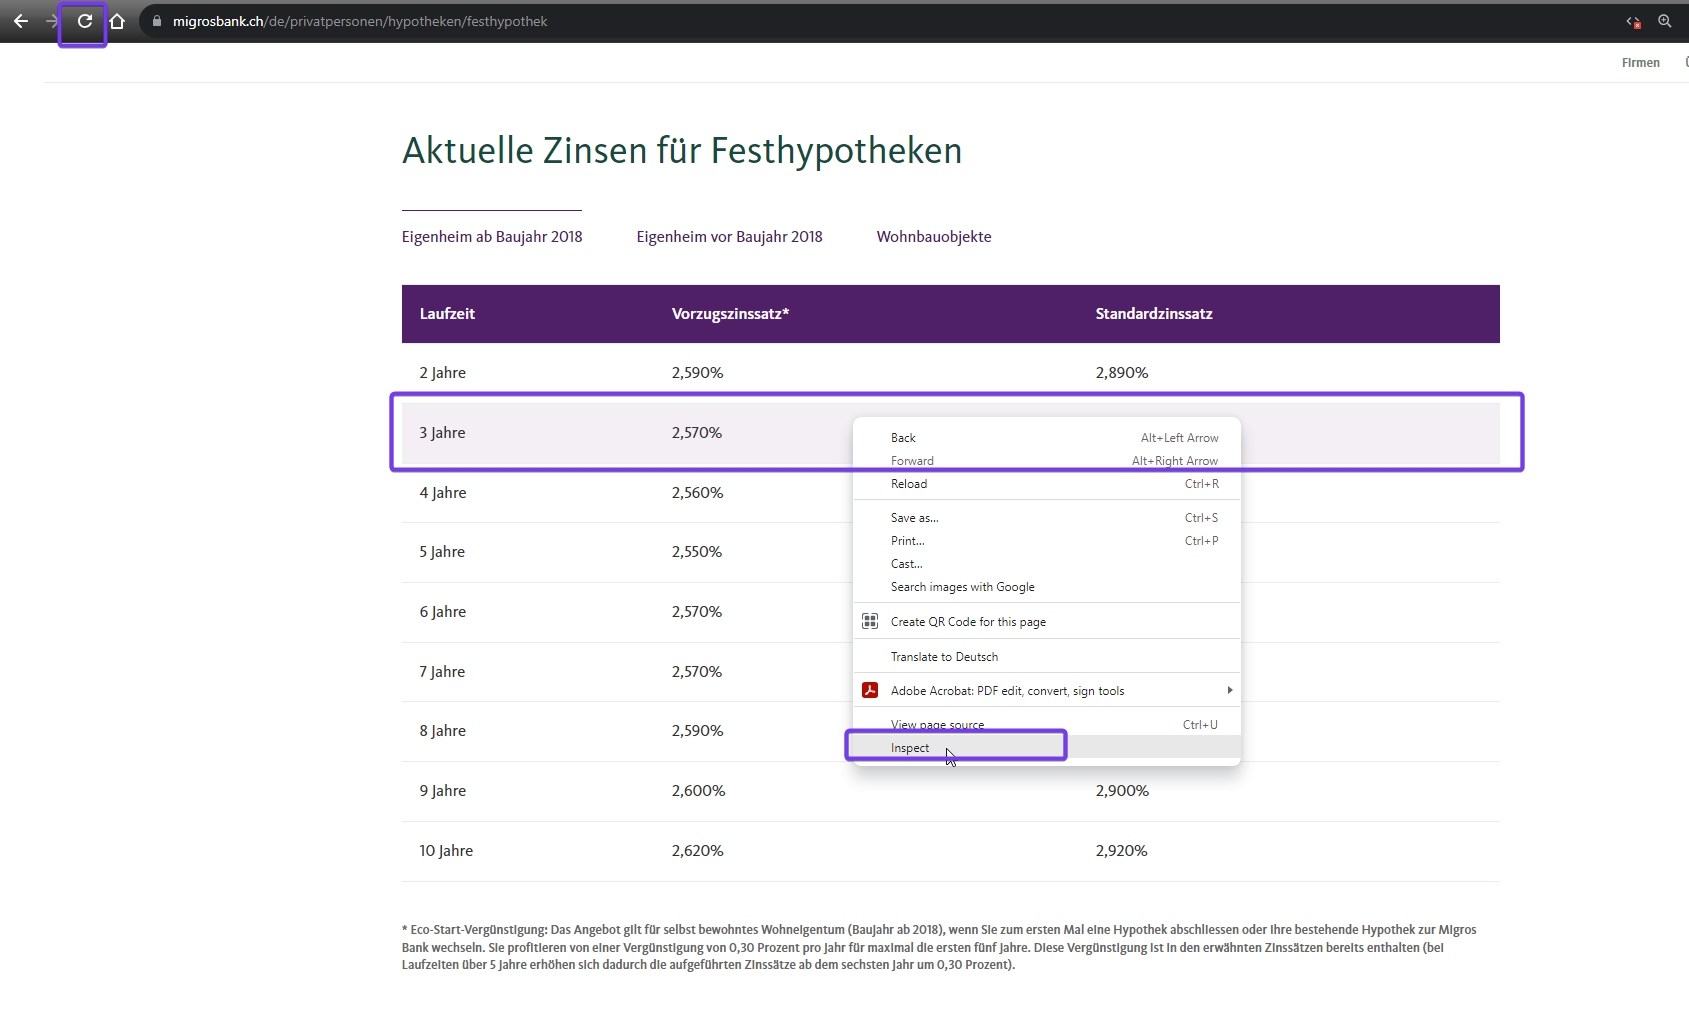 migrosbank.ch/de/privatpersonen/hypotheken/festhypothek
Firmen
Aktuelle Zinsen für Festhypotheken
Eigenheim ab Baujahr 2018 Eigenheim vor Baujahr 2018 Wohnbauobjekte
Laufzeit Vorzugszinssatz* Standardzinssatz
2 Jahre 2,590% 2,890%
3 Jahre 2,570%
4 Jahre 2,560%
5 Jahre 2,550%
6 Jahre 2,570%
7 Jahre 2,570%
8 Jahre 2,590%
9 Jahre 2,600% 2,900%
10 Jahre 2,620% 2,920%
Back Alt+Left Arrow
Forward Alt+Right Arrow
Reload Ctrl+R
Save as... Ctrl+S
Print... Ctrl+P
Cast...
Search images with Google
Create QR Code for this page
Translate to Deutsch
Adobe Acrobat: PDF edit, convert, sign tools
View page source Ctrl+U
Inspect
* Eco-Start-Vergünstigung: Das Angebot gilt für selbst bewohntes Wohneigentum (Baujahr ab 2018), wenn Sie zum ersten Mal eine Hypothek abschliessen oder Ihre bestehende Hypothek zur Migros
Bank wechseln. Sie profitieren von einer Vergünstigung von 0,30 Prozent pro Jahr für maximal die ersten fünf Jahre. Diese Vergünstigung ist in den erwähnten Zinssätzen bereits enthalten (bei
Laufzeiten über 5 Jahre erhöhen sich dadurch die aufgeführten Zinssätze ab dem sechsten Jahr um 0,30 Prozent).